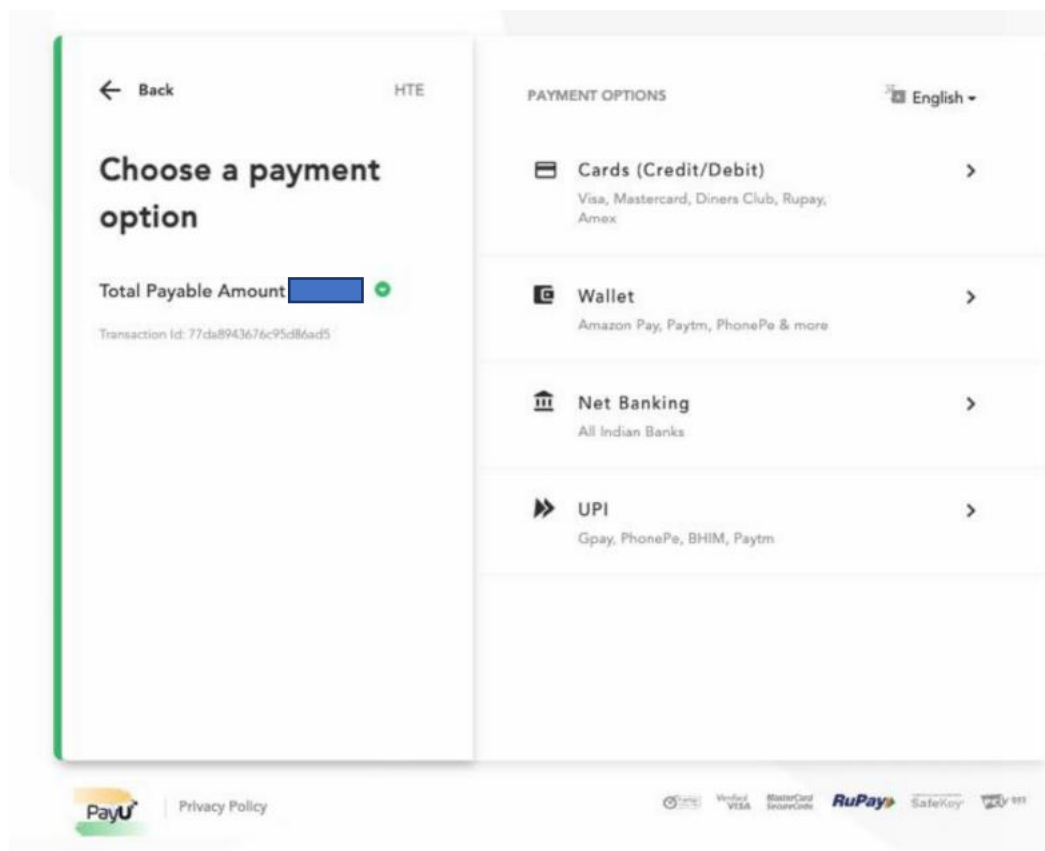 Back
HTE
Choose a payment
option
Total Payable Amount
Transaction Id: 77da8943676c95d86ad5
PAYMENT OPTIONS
English
Cards (Credit/Debit)
Visa, Mastercard, Diners Club, Rupay,
Amex
Wallet
Amazon Pay, Paytm, PhonePe & more
Net Banking
All Indian Banks
UPI
Gpay, PhonePe, BHIM, Paytm
PayU
Privacy Policy
Verified
VISA
MasterCard
SecureCode
RuPay
SafeKey